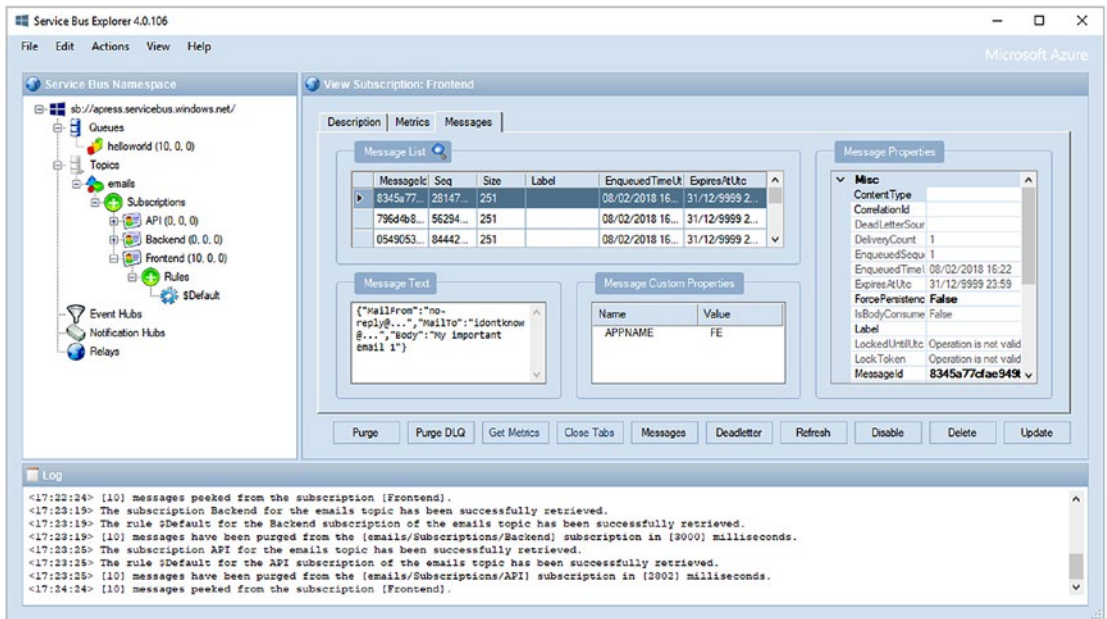 Service Bus Explorer 4.0.106
File Edit Actions View Help
Microsoft Azure
Service Bus Namespace
sb://apress.servicebus.windows.net/
Queues
helloworld (10, 0, 0)
Topics
emails
Subscriptions
API (0, 0, 0)
Backend (0, 0, 0)
Frontend (10, 0, 0)
Rules
$Default
Event Hubs
Notification Hubs
Relays
View Subscription: Frontend
Description Metrics Messages
Message List
MessageId Seq Size Label EnqueuedTimeUt ExpiresAtUtc
8345a77... 28147... 251 08/02/2018 16... 31/12/9999 2...
796d4b8... 56294... 251 08/02/2018 16... 31/12/9999 2...
0549053... 84442... 251 08/02/2018 16... 31/12/9999 2...
Message Text
{"MailFrom":"no-
reply@...","MailTo":"idontknow
@...","Body":"My important
email 1"}
Message Custom Properties
Name Value
APPNAME FE
Message Properties
Misc
ContentType
CorrelationId
DeadLetterSour
DeliveryCount 1
EnqueuedSequ 1
EnqueuedTimeU 08/02/2018 16:22
ExpiresAtUtc 31/12/9999 23:59
ForcePersistenc False
IsBodyConsume False
Label
LockedUntilUtc Operation is not valid
LockToken Operation is not valid
MessageId 8345a77cfae949f
Purge Purge DLQ Get Metrics Close Tabs Messages Deadletter Refresh Disable Delete Update
Log
<17:22:24> [10] messages peeked from the subscription [Frontend].
<17:23:19> The subscription Backend for the emails topic has been successfully retrieved.
<17:23:19> The rule $Default for the Backend subscription of the emails topic has been successfully retrieved.
<17:23:19> [10] messages have been purged from the [emails/Subscriptions/Backend] subscription in [3000] milliseconds.
<17:23:25> The subscription API for the emails topic has been successfully retrieved.
<17:23:25> The rule $Default for the API subscription of the emails topic has been successfully retrieved.
<17:23:25> [10] messages have been purged from the [emails/Subscriptions/API] subscription in [2802] milliseconds.
<17:24:24> [10] messages peeked from the subscription [Frontend].